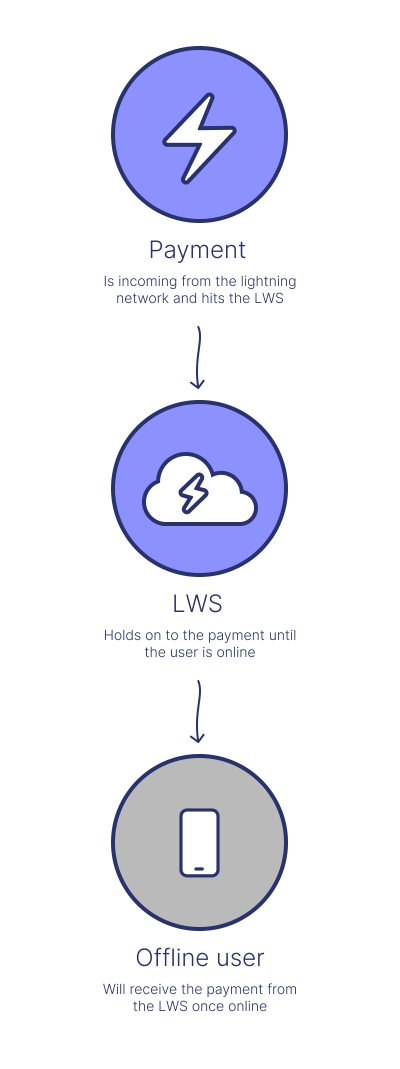 Payment
Is incoming from the lightning
network and hits the LWS
LWS
Holds on to the payment until
the user is online
Offline user
Will receive the payment from
the LWS once online